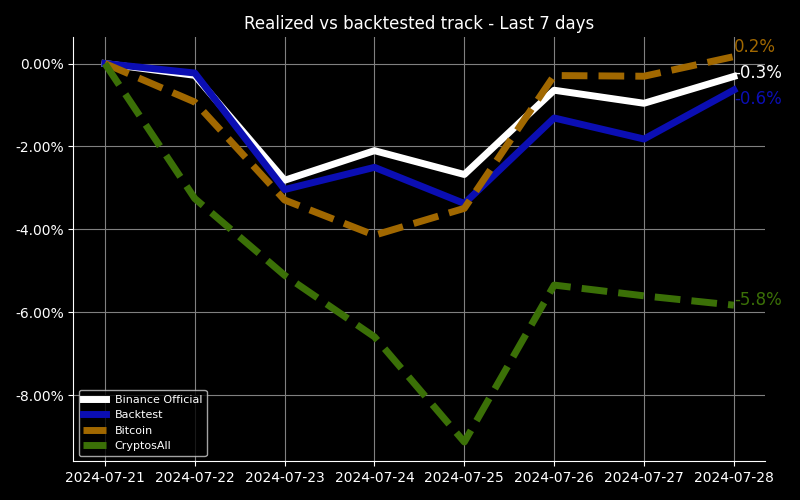 Realized vs backtested track - Last 7 days
0.2%
0.00%
-0.3%
-0.6%
-2.00%
-4.00%
-5.8%
-6.00%
-8.00%
Binance Official
Backtest
Bitcoin
CryptosAll
2024-07-21 2024-07-22 2024-07-23 2024-07-24 2024-07-25 2024-07-26 2024-07-27 2024-07-28